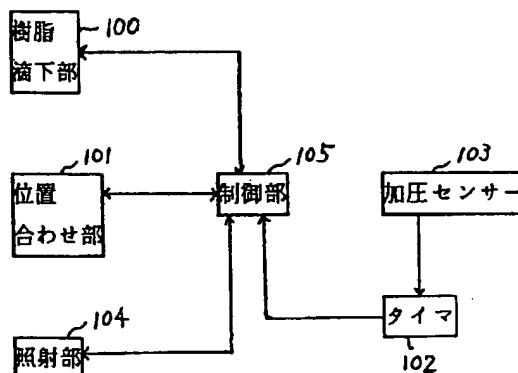 樹脂
滴下部
100
位置
合わせ部
101
制御部
105
加圧センサー
103
タイマ
102
照射部
104